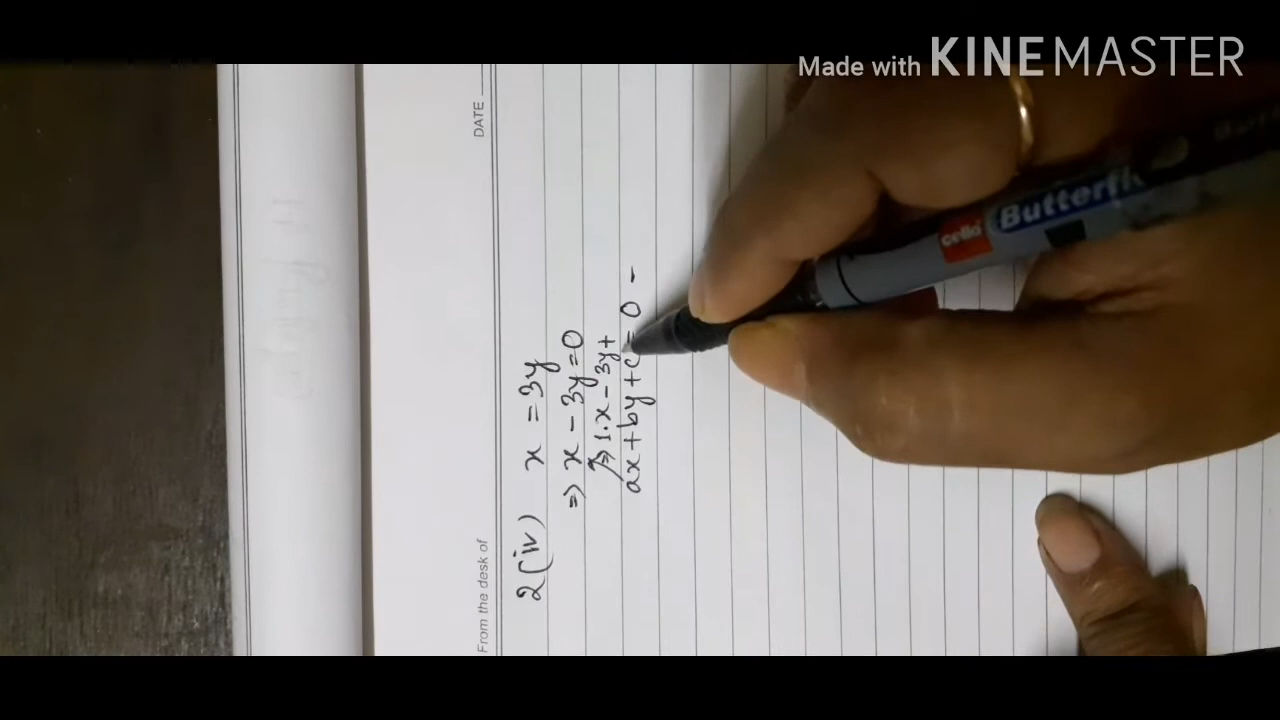 Made with KINEMASTER
From the desk of
DATE
2(iv) x = 3y
=> x - 3y = 0
=> 1.x - 3y +
ax + by + c = 0 -
cello Butterfl